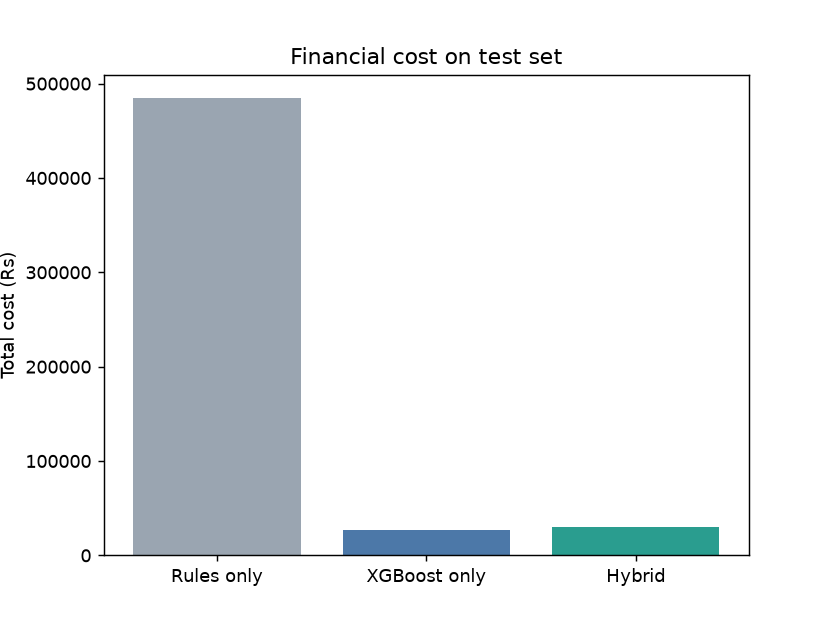 Financial cost on test set
Total cost (Rs)
500000
400000
300000
200000
100000
0
Rules only
XGBoost only
Hybrid